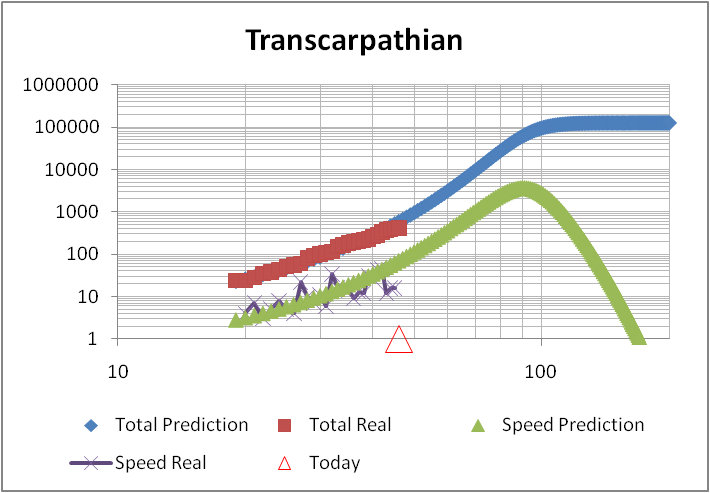 Transcarpathian
1000000
100000
10000
1000
100
10
1
10 100
Total Prediction Total Real Speed Prediction
Speed Real Today